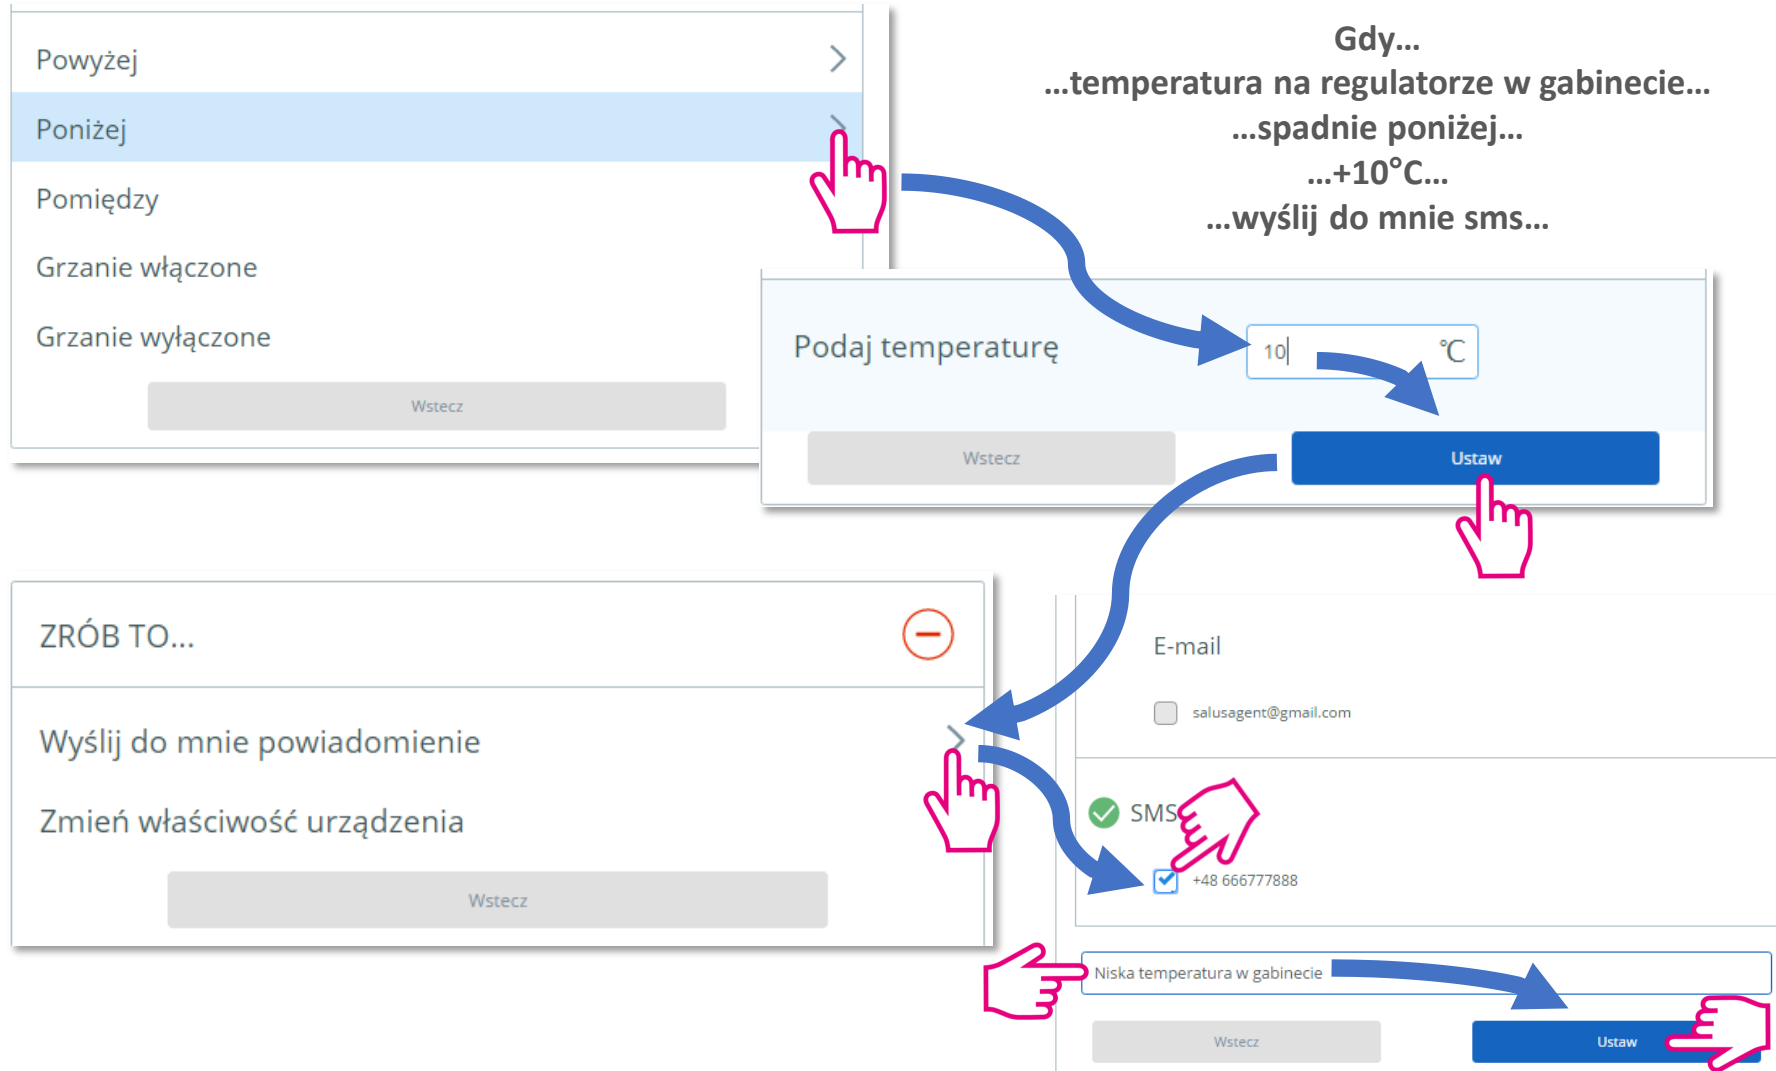 Gdy...
...temperatura na regulatorze w gabinecie...
...spadnie poniżej...
...+10°C...
...wyślij do mnie sms...
Powyżej
Poniżej
Pomiędzy
Grzanie włączone
Grzanie wyłączone
Wstecz
Podaj temperaturę
10 °C
Wstecz Ustaw
ZRÓB TO...
Wyślij do mnie powiadomienie
Zmień właściwość urządzenia
Wstecz
E-mail
salusagent@gmail.com
SMS
+48 666777888
Niska temperatura w gabinecie
Wstecz Ustaw